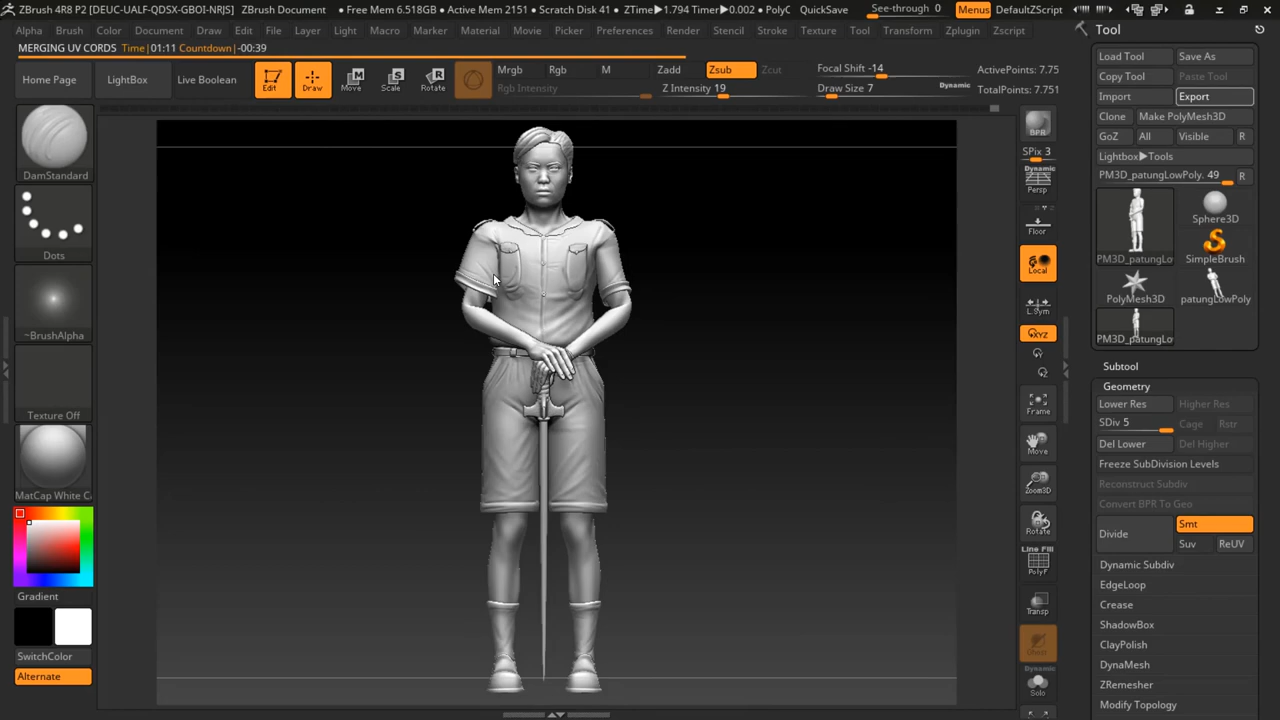 ZBrush 4R8 P2 [DEUC-UALF-QDSX-GBOI-NRJS] ZBrush Document • Free Mem 6.518GB • Active Mem 2151 • Scratch Disk 41 • ZTime▶1.794 Timer▶0.002 • PolyC QuickSave See-through 0 Menus DefaultZScript
Alpha Brush Color Document Draw Edit File Layer Light Macro Marker Material Movie Picker Preferences Render Stencil Stroke Texture Tool Transform Zplugin Zscript
MERGING UV CORDS Time|01:11 Countdown|-00:39
Home Page LightBox Live Boolean Edit Draw Move Scale Rotate
Mrgb Rgb M Zadd Zsub Zcut Focal Shift -14 ActivePoints: 7.75
Rgb Intensity Z Intensity 19 Draw Size 7 Dynamic TotalPoints: 7.751
DamStandard
Dots
~BrushAlpha
Texture Off
MatCap White C
Gradient
SwitchColor
Alternate
BPR
SPix 3
Dynamic
Persp
Floor
Local
L.Sym
XYZ
Frame
Move
Zoom3D
Rotate
Line Fill
PolyF
Transp
Dynamic
Solo
Tool
Load Tool Save As
Copy Tool Paste Tool
Import Export
Clone Make PolyMesh3D
GoZ All Visible R
Lightbox▶Tools
PM3D_patungLowPoly. 49 R
Sphere3D
PM3D_patungLo SimpleBrush
PolyMesh3D patungLowPoly
PM3D_patungLo
Subtool
Geometry
Lower Res Higher Res
SDiv 5 Cage Rstr
Del Lower Del Higher
Freeze SubDivision Levels
Reconstruct Subdiv
Convert BPR To Geo
Divide Smt
Suv ReUV
Dynamic Subdiv
EdgeLoop
Crease
ShadowBox
ClayPolish
DynaMesh
ZRemesher
Modify Topology